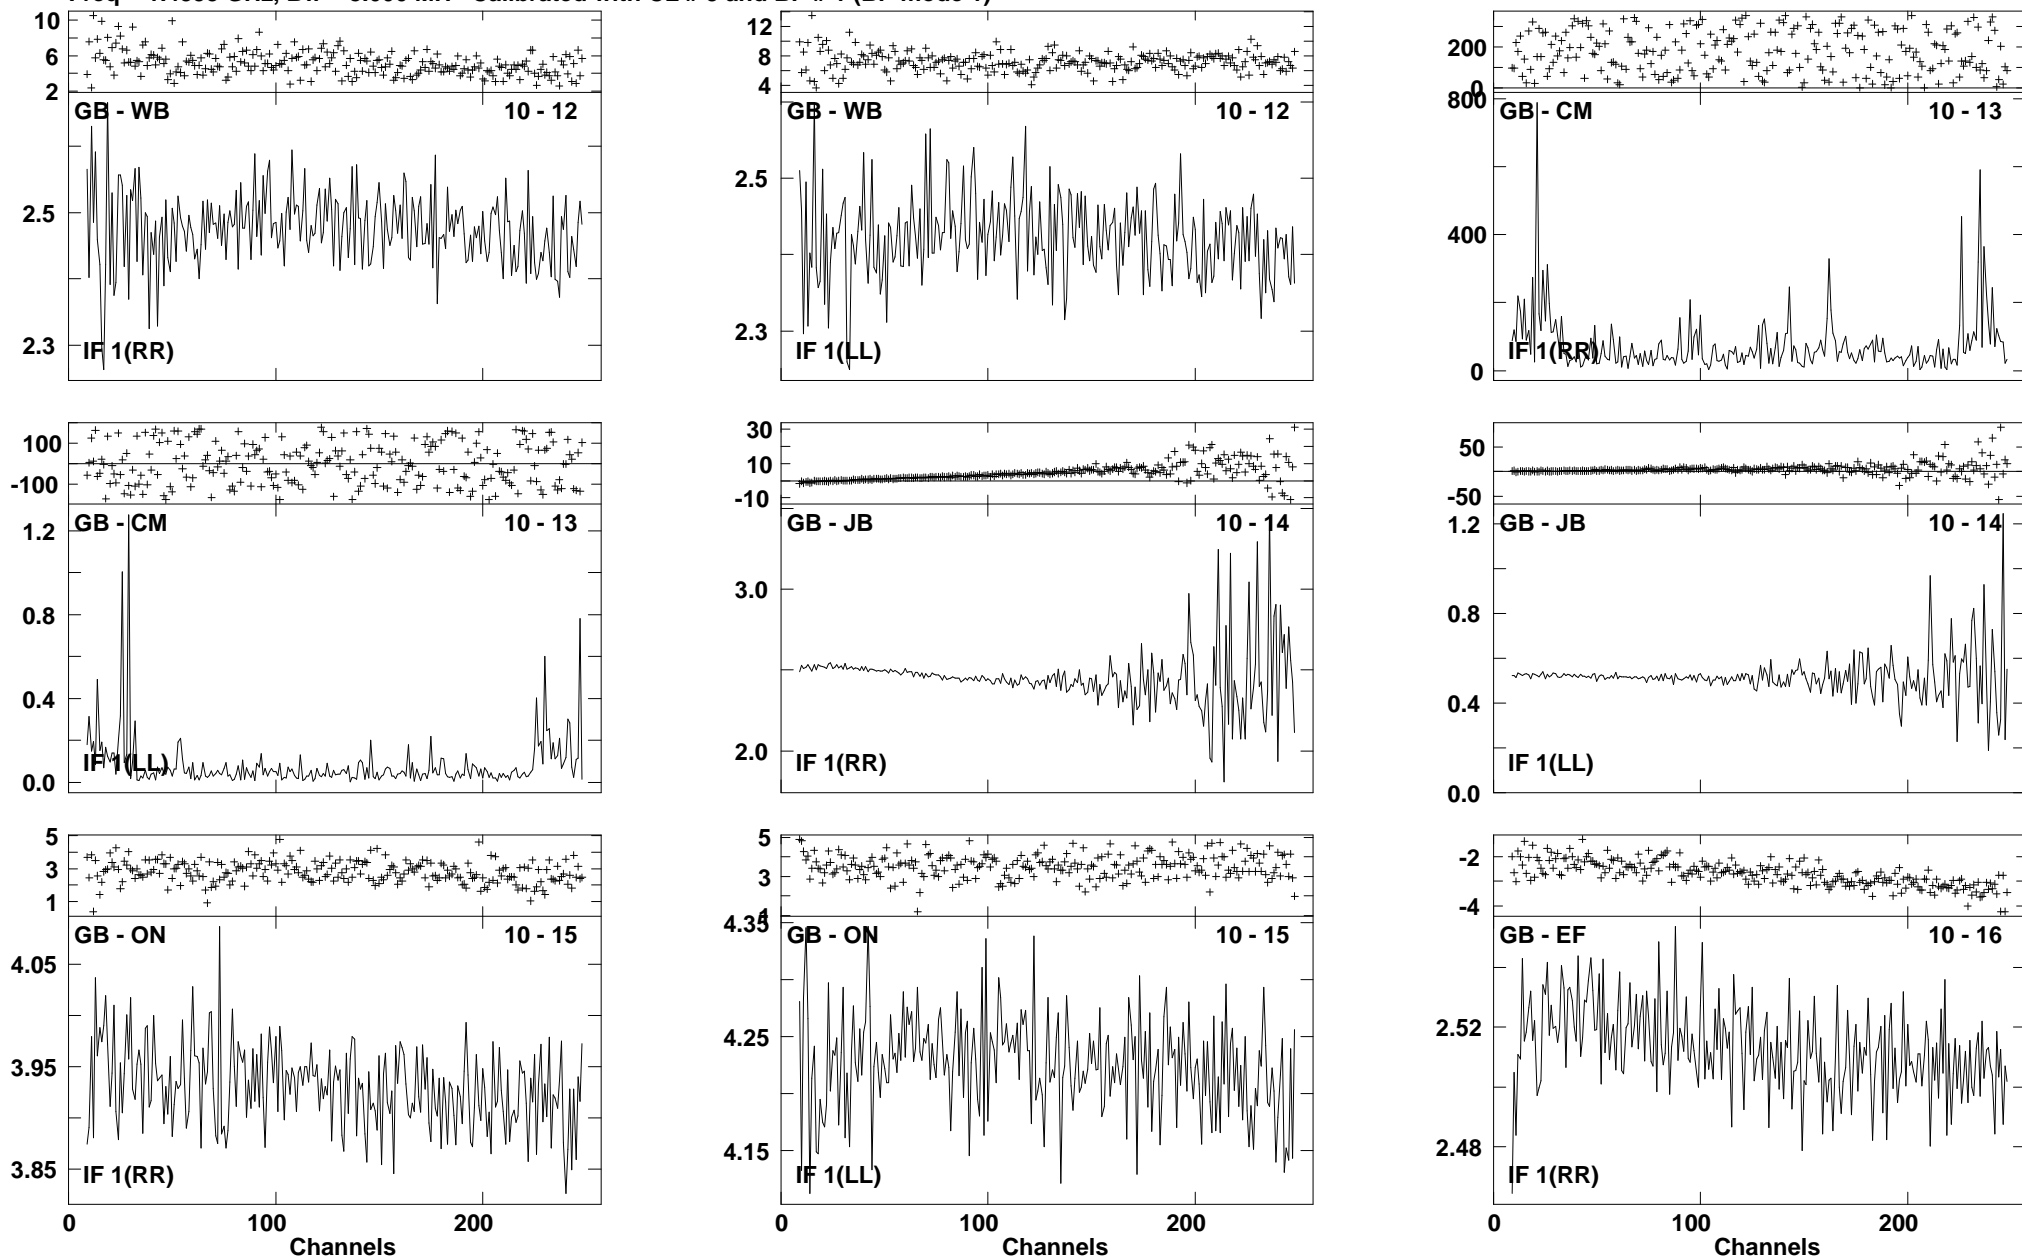 10
6
2
GB - WB 10 - 12
2.5
2.3
IF 1(RR)
12
8
4
GB - WB 10 - 12
2.5
2.3
IF 1(LL)
200
0
800
GB - CM 10 - 13
400
0
IF 1(RR)
100
-100
GB - CM 10 - 13
1.2
0.8
0.4
0.0
IF 1(LL)
30
10
-10
GB - JB 10 - 14
3.0
2.0
IF 1(RR)
50
-50
GB - JB 10 - 14
1.2
0.8
0.4
0.0
IF 1(LL)
5
3
1
GB - ON 10 - 15
4.05
3.95
3.85
IF 1(RR)
0 100 200
Channels
5
3
1
4.35
GB - ON 10 - 15
4.25
4.15
IF 1(LL)
0 100 200
Channels
-2
-4
GB - EF 10 - 16
2.52
2.48
IF 1(RR)
0 100 200
Channels